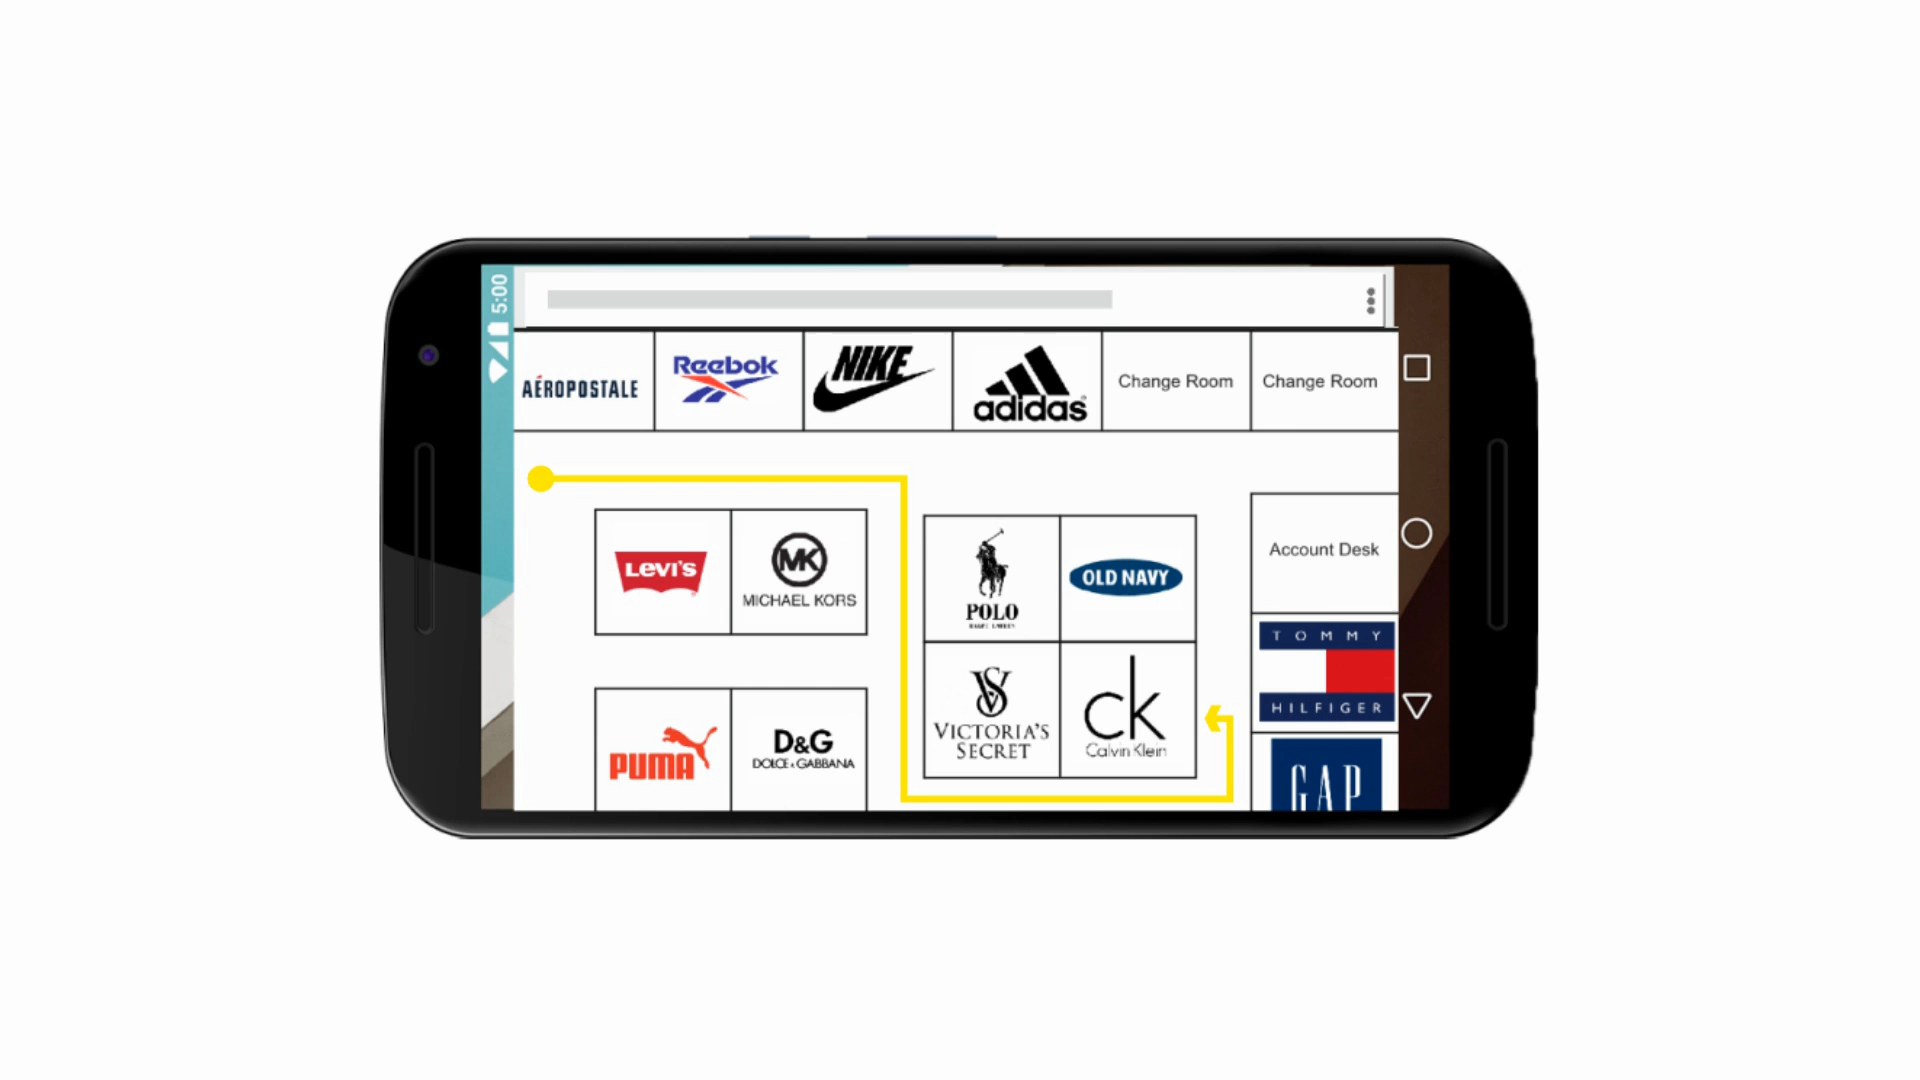 5:00
AÉROPOSTALE
Reebok
NIKE
adidas
Change Room
Change Room
LEVI'S
MK
MICHAEL KORS
POLO
OLD NAVY
Account Desk
TOMMY
HILFIGER
VS
VICTORIA'S
SECRET
ck
Calvin Klein
PUMA
D&G
DOLCE & GABBANA
GAP